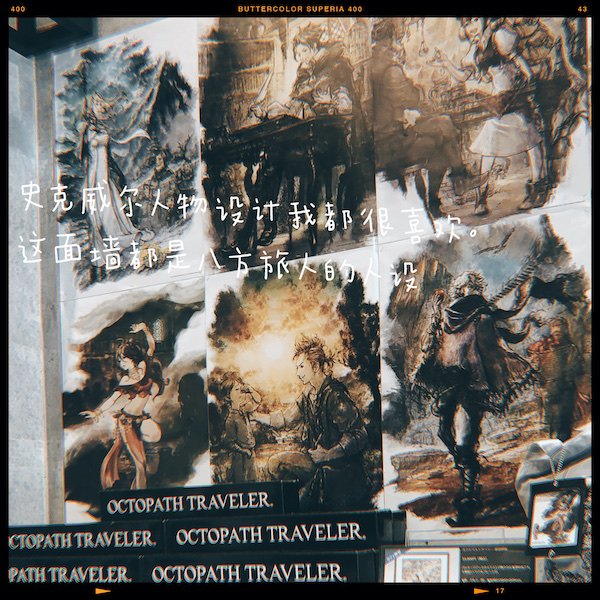 400
BUTTERCOLOR SUPERIA 400
43
史克威尔人物设计我都很喜欢。
这面墙都是八方旅人的人设
OCTOPATH TRAVELER.
OCTOPATH TRAVELER.
OCTOPATH TRAVELER.
PATH TRAVELER.
OCTOPATH TRAVELER.
17